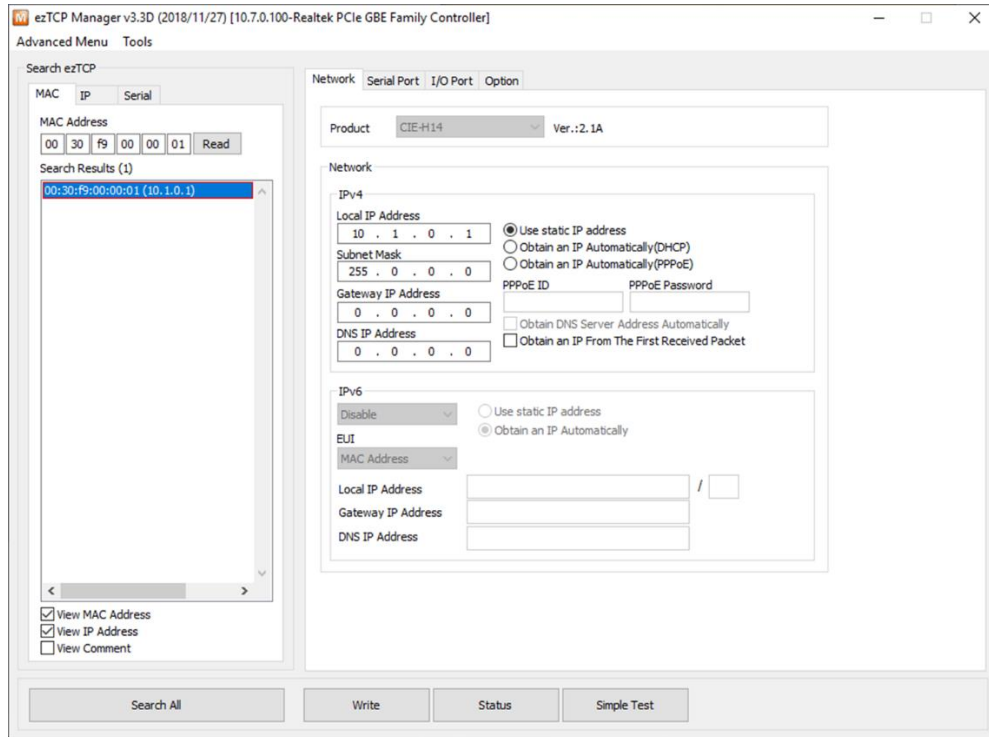 ezTCP Manager v3.3D (2018/11/27) [10.7.0.100-Realtek PCIe GBE Family Controller]
Advanced Menu Tools
Search ezTCP
MAC IP Serial
MAC Address
00 30 f9 00 00 01 Read
Search Results (1)
00:30:f9:00:00:01 (10.1.0.1)
View MAC Address
View IP Address
View Comment
Network Serial Port I/O Port Option
Product CIE-H14 Ver.:2.1A
Network
IPv4
Local IP Address
10 . 1 . 0 . 1
Subnet Mask
255 . 0 . 0 . 0
Gateway IP Address
0 . 0 . 0 . 0
DNS IP Address
0 . 0 . 0 . 0
Use static IP address
Obtain an IP Automatically(DHCP)
Obtain an IP Automatically(PPPoE)
PPPoE ID PPPoE Password
Obtain DNS Server Address Automatically
Obtain an IP From The First Received Packet
IPv6
Disable
EUI
MAC Address
Use static IP address
Obtain an IP Automatically
Local IP Address /
Gateway IP Address
DNS IP Address
Search All Write Status Simple Test